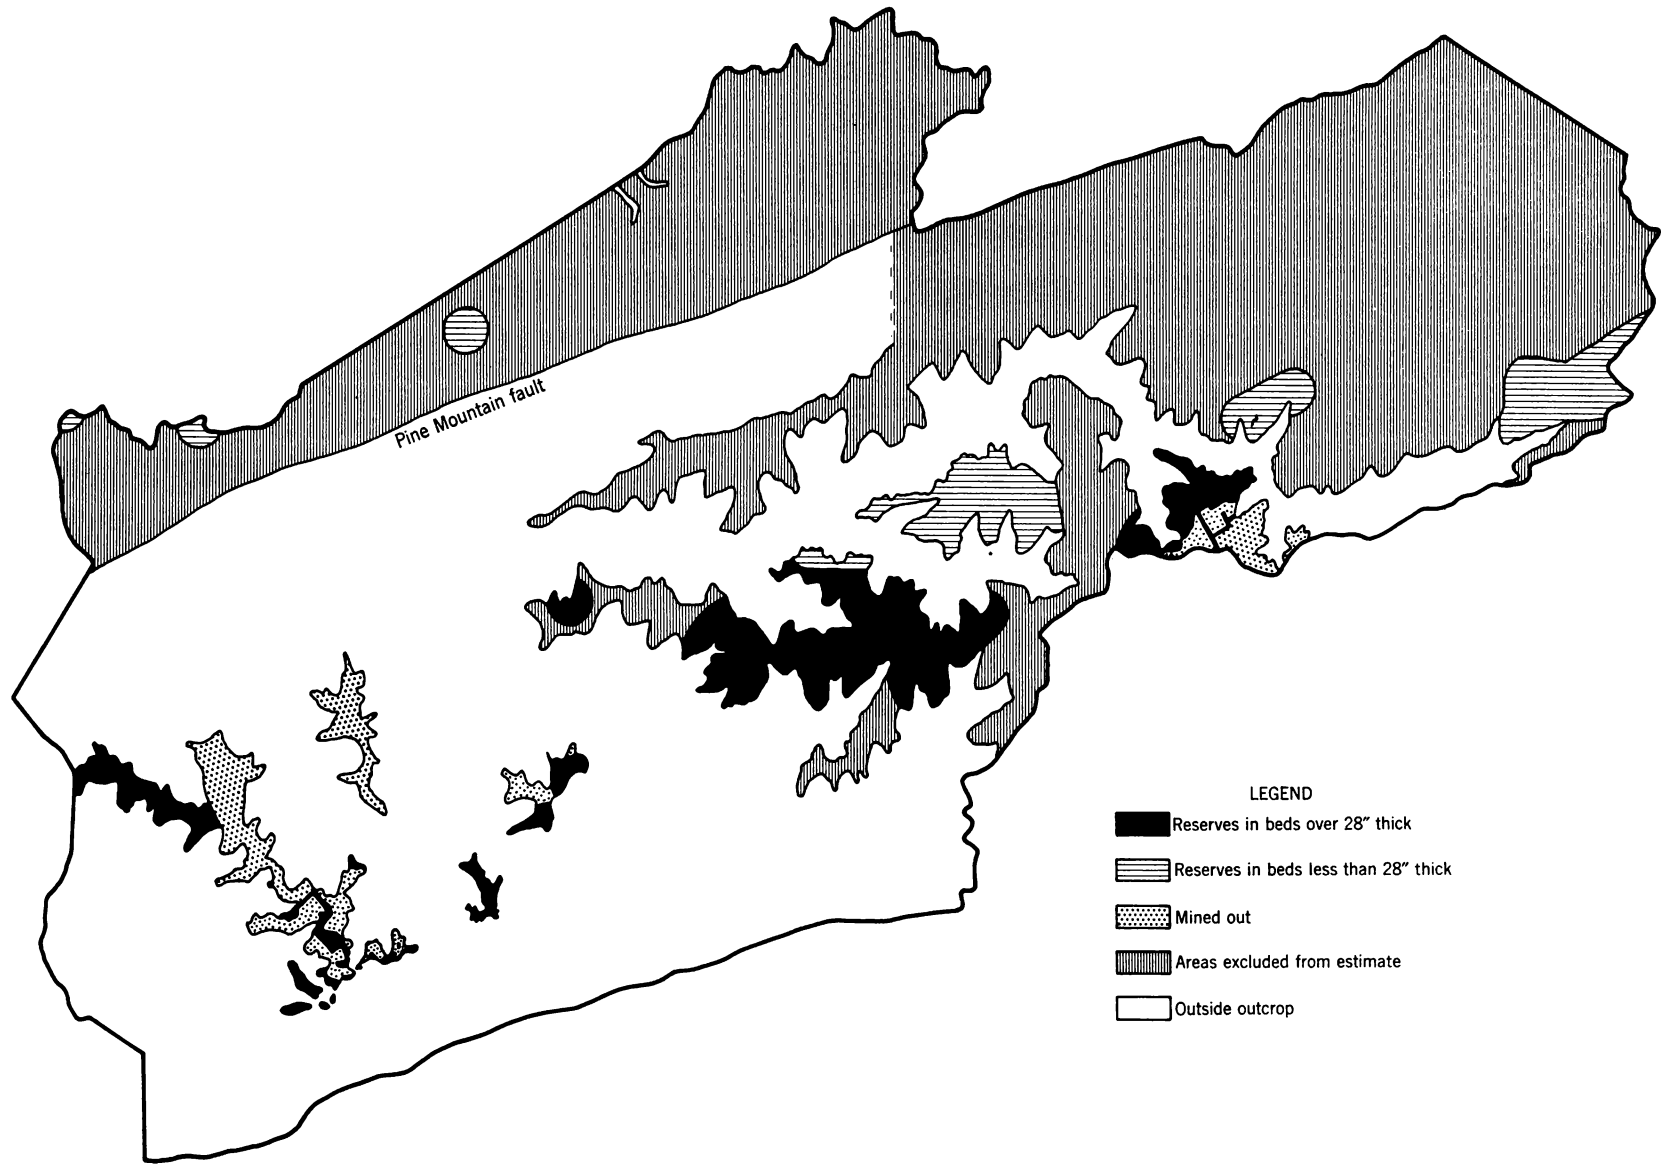 Pine Mountain fault
LEGEND
Reserves in beds over 28″ thick
Reserves in beds less than 28″ thick
Mined out
Areas excluded from estimate
Outside outcrop